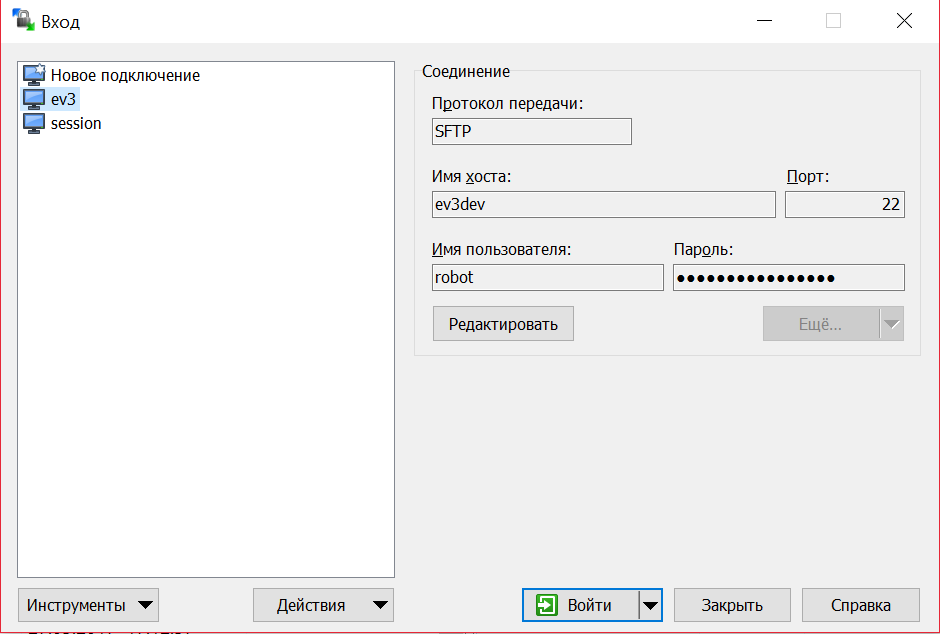 Вход
Новое подключение
ev3
session
Соединение
Протокол передачи:
SFTP
Имя хоста:
Порт:
ev3dev
22
Имя пользователя:
Пароль:
robot
●●●●●●●●●●●●●●●●
Редактировать
Ещё...
Инструменты
Действия
Войти
Закрыть
Справка